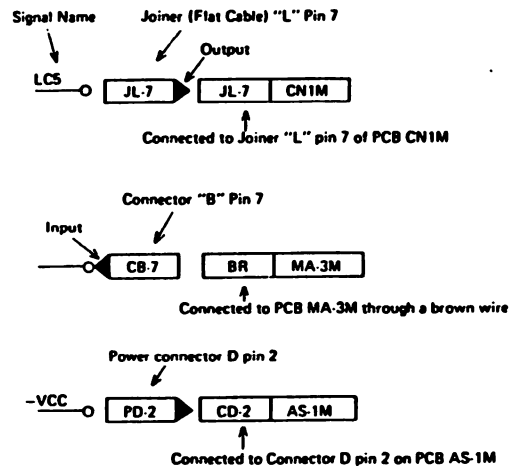 Signal Name
Joiner (Flat Cable) "L" Pin 7
Output
LC5
JL-7
JL-7
CN1M
Connected to Joiner "L" pin 7 of PCB CN1M
Connector "B" Pin 7
Input
CB-7
BR
MA-3M
Connected to PCB MA-3M through a brown wire
Power connector D pin 2
-VCC
PD-2
CD-2
AS-1M
Connected to Connector D pin 2 on PCB AS-1M